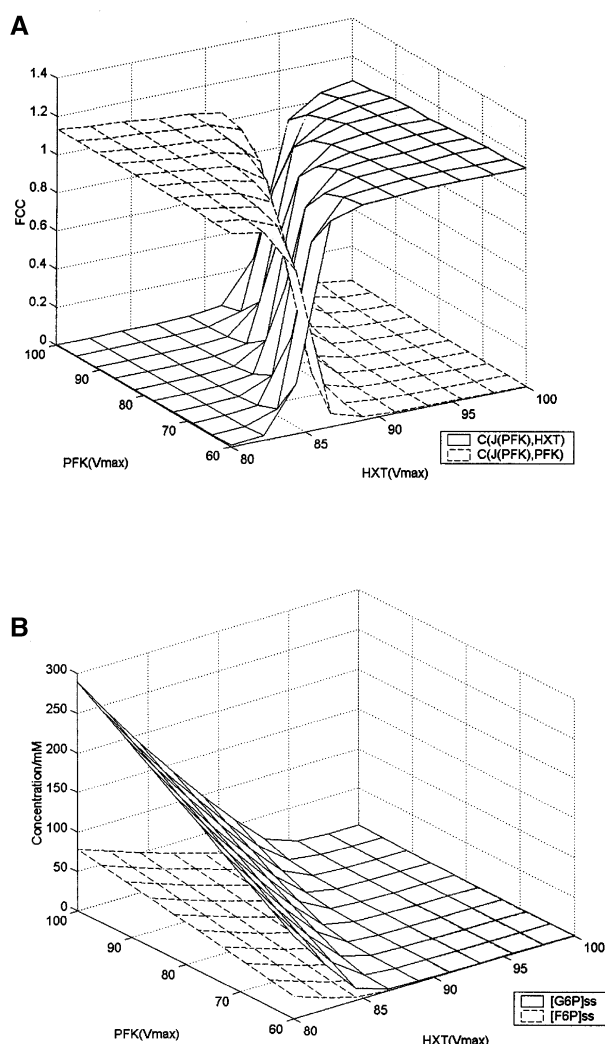 A
1.4
1.2
1
0.8
0.6
0.4
0.2
0
FCC
100
90
80
70
60
PFK(Vmax)
80
85
90
95
100
HXT(Vmax)
C(J(PFK),HXT)
C(J(PFK),PFK)
B
300
250
200
150
100
50
0
Concentration/mM
100
90
80
70
60
PFK(Vmax)
80
85
90
95
100
HXT(Vmax)
[G6P]ss
[F6P]ss